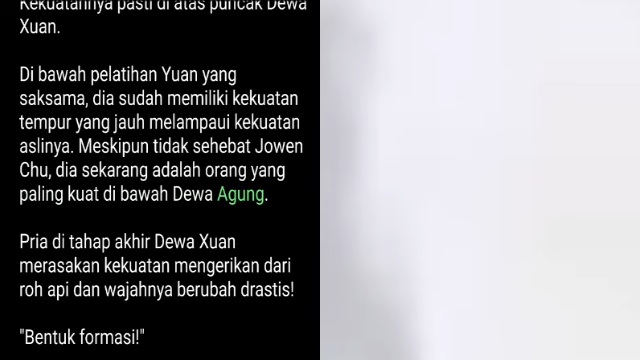 Kekuatannya pasti di atas puncak Dewa
Xuan.
Di bawah pelatihan Yuan yang
saksama, dia sudah memiliki kekuatan
tempur yang jauh melampaui kekuatan
aslinya. Meskipun tidak sehebat Jowen
Chu, dia sekarang adalah orang yang
paling kuat di bawah Dewa Agung.
Pria di tahap akhir Dewa Xuan
merasakan kekuatan mengerikan dari
roh api dan wajahnya berubah drastis!
"Bentuk formasi!"